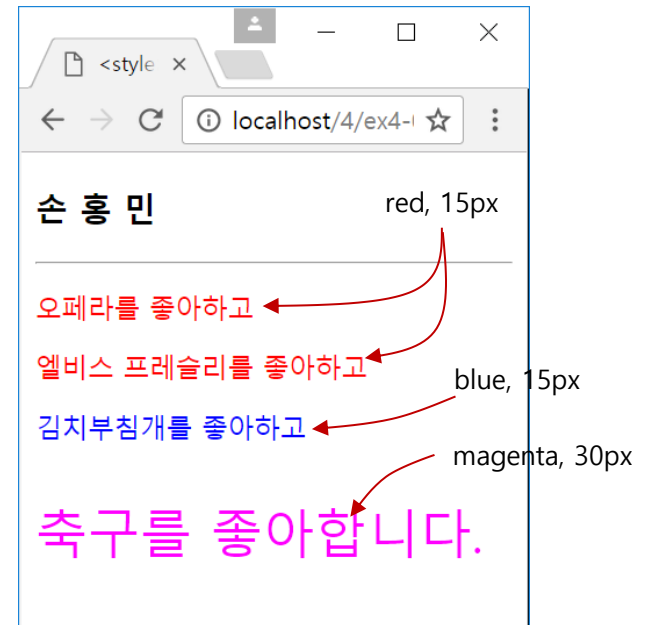 <style
localhost/4/ex4-
손 홍 민
red, 15px
오페라를 좋아하고
엘비스 프레슬리를 좋아하고
blue, 15px
김치부침개를 좋아하고
magenta, 30px
축구를 좋아합니다.